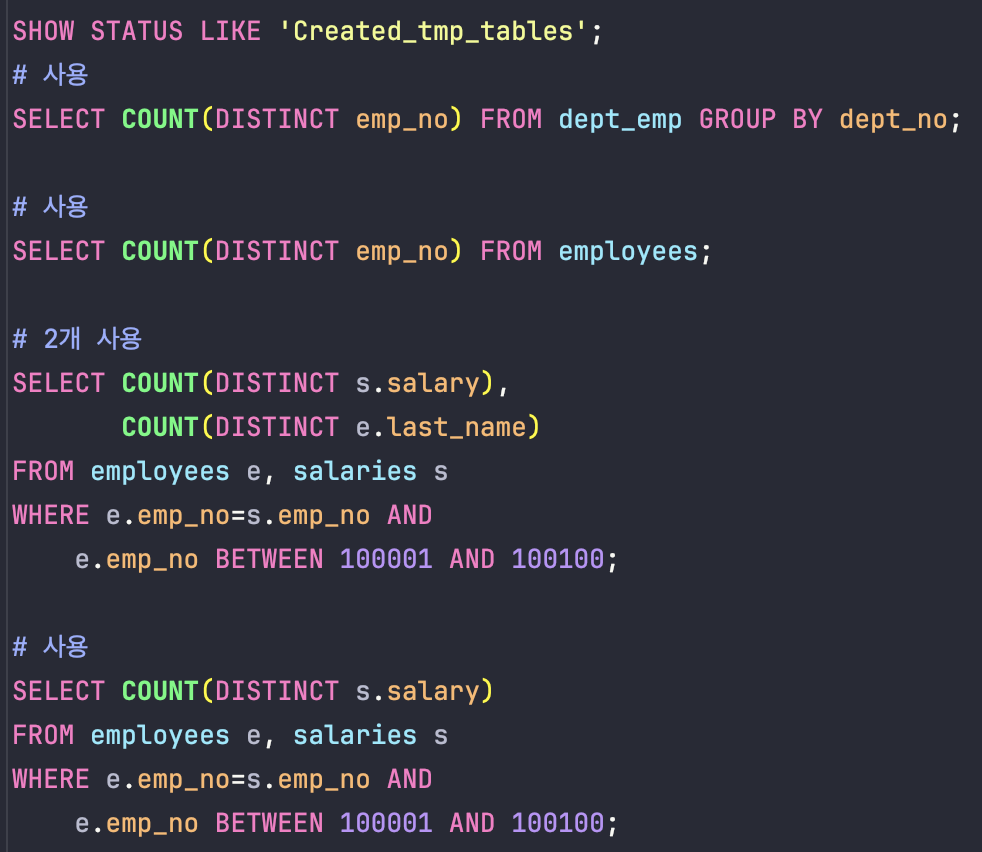 SHOW STATUS LIKE 'Created_tmp_tables';
# 사용
SELECT COUNT(DISTINCT emp_no) FROM dept_emp GROUP BY dept_no;
# 사용
SELECT COUNT(DISTINCT emp_no) FROM employees;
# 2개 사용
SELECT COUNT(DISTINCT s.salary),
COUNT(DISTINCT e.last_name)
FROM employees e, salaries s
WHERE e.emp_no=s.emp_no AND
e.emp_no BETWEEN 100001 AND 100100;
# 사용
SELECT COUNT(DISTINCT s.salary)
FROM employees e, salaries s
WHERE e.emp_no=s.emp_no AND
e.emp_no BETWEEN 100001 AND 100100;